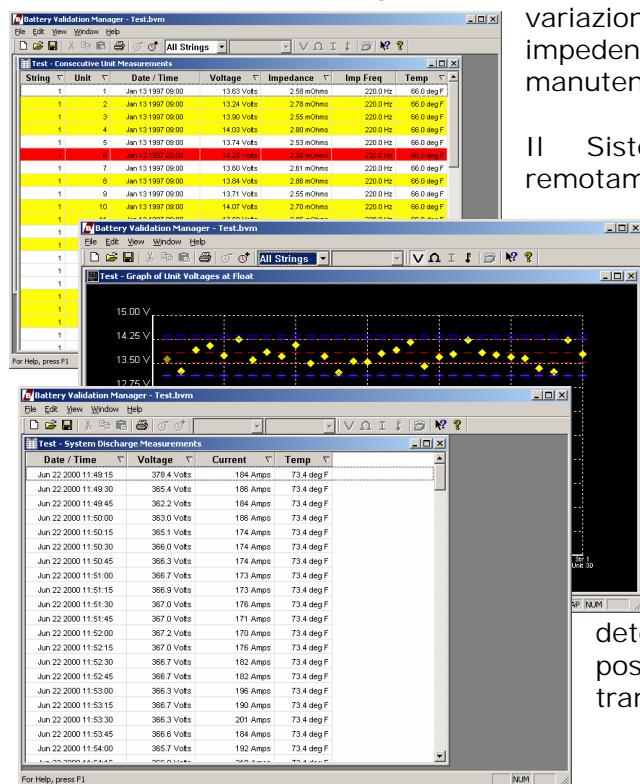 variazion
impeden
manuten
Il Siste
remotam
Battery Validation Manager - Test.bvm
File Edit View Window Help
All Strings V Ω I
Test - Consecutive Unit Measurements
String Unit Date / Time Voltage Impedance Imp Freq Temp
1 1 Jan 13 1997 09:00 13.63 Volts 2.58 mOhms 220.0 Hz 66.0 deg F
1 2 Jan 13 1997 09:00 13.24 Volts 2.78 mOhms 220.0 Hz 66.0 deg F
1 3 Jan 13 1997 09:00 13.90 Volts 2.55 mOhms 220.0 Hz 66.0 deg F
1 4 Jan 13 1997 09:00 14.03 Volts 2.80 mOhms 220.0 Hz 66.0 deg F
1 5 Jan 13 1997 09:00 13.74 Volts 2.53 mOhms 220.0 Hz 66.0 deg F
1 6 Jan 13 1997 09:00 14.25 Volts 2.58 mOhms 220.0 Hz 66.0 deg F
1 7 Jan 13 1997 09:00 13.60 Volts 2.61 mOhms 220.0 Hz 66.0 deg F
1 8 Jan 13 1997 09:00 13.84 Volts 2.86 mOhms 220.0 Hz 66.0 deg F
1 9 Jan 13 1997 09:00 13.71 Volts 2.55 mOhms 220.0 Hz 66.0 deg F
1 10 Jan 13 1997 09:00 14.07 Volts 2.70 mOhms 220.0 Hz 66.0 deg F
1
1
1
1
1
1
1
1
1
For Help, press F1
Battery Validation Manager - Test.bvm
File Edit View Window Help
All Strings V Ω I
Test - Graph of Unit Voltages at Float
15.00 V
14.25 V
13.50 V
12.75 V
Str 1
Unit 30
NUM
Battery Validation Manager - Test.bvm
File Edit View Window Help
V Ω I
Test - System Discharge Measurements
Date / Time Voltage Current Temp
Jun 22 2000 11:49:15 378.4 Volts 184 Amps 73.4 deg F
Jun 22 2000 11:49:30 365.4 Volts 186 Amps 73.4 deg F
Jun 22 2000 11:49:45 362.2 Volts 184 Amps 73.4 deg F
Jun 22 2000 11:50:00 363.0 Volts 186 Amps 73.4 deg F
Jun 22 2000 11:50:15 365.1 Volts 174 Amps 73.4 deg F
Jun 22 2000 11:50:30 366.0 Volts 174 Amps 73.4 deg F
Jun 22 2000 11:50:45 366.3 Volts 174 Amps 73.4 deg F
Jun 22 2000 11:51:00 366.7 Volts 173 Amps 73.4 deg F
Jun 22 2000 11:51:15 366.9 Volts 173 Amps 73.4 deg F
Jun 22 2000 11:51:30 367.0 Volts 176 Amps 73.4 deg F
Jun 22 2000 11:51:45 367.0 Volts 171 Amps 73.4 deg F
Jun 22 2000 11:52:00 367.2 Volts 170 Amps 73.4 deg F
Jun 22 2000 11:52:15 367.0 Volts 176 Amps 73.4 deg F
Jun 22 2000 11:52:30 366.7 Volts 182 Amps 73.4 deg F
Jun 22 2000 11:52:45 366.7 Volts 182 Amps 73.4 deg F
Jun 22 2000 11:53:00 366.3 Volts 196 Amps 73.4 deg F
Jun 22 2000 11:53:15 366.7 Volts 190 Amps 73.4 deg F
Jun 22 2000 11:53:30 366.3 Volts 201 Amps 73.4 deg F
Jun 22 2000 11:53:45 366.6 Volts 184 Amps 73.4 deg F
Jun 22 2000 11:54:00 365.7 Volts 192 Amps 73.4 deg F
For Help, press F1 NUM
dete
pos
tran